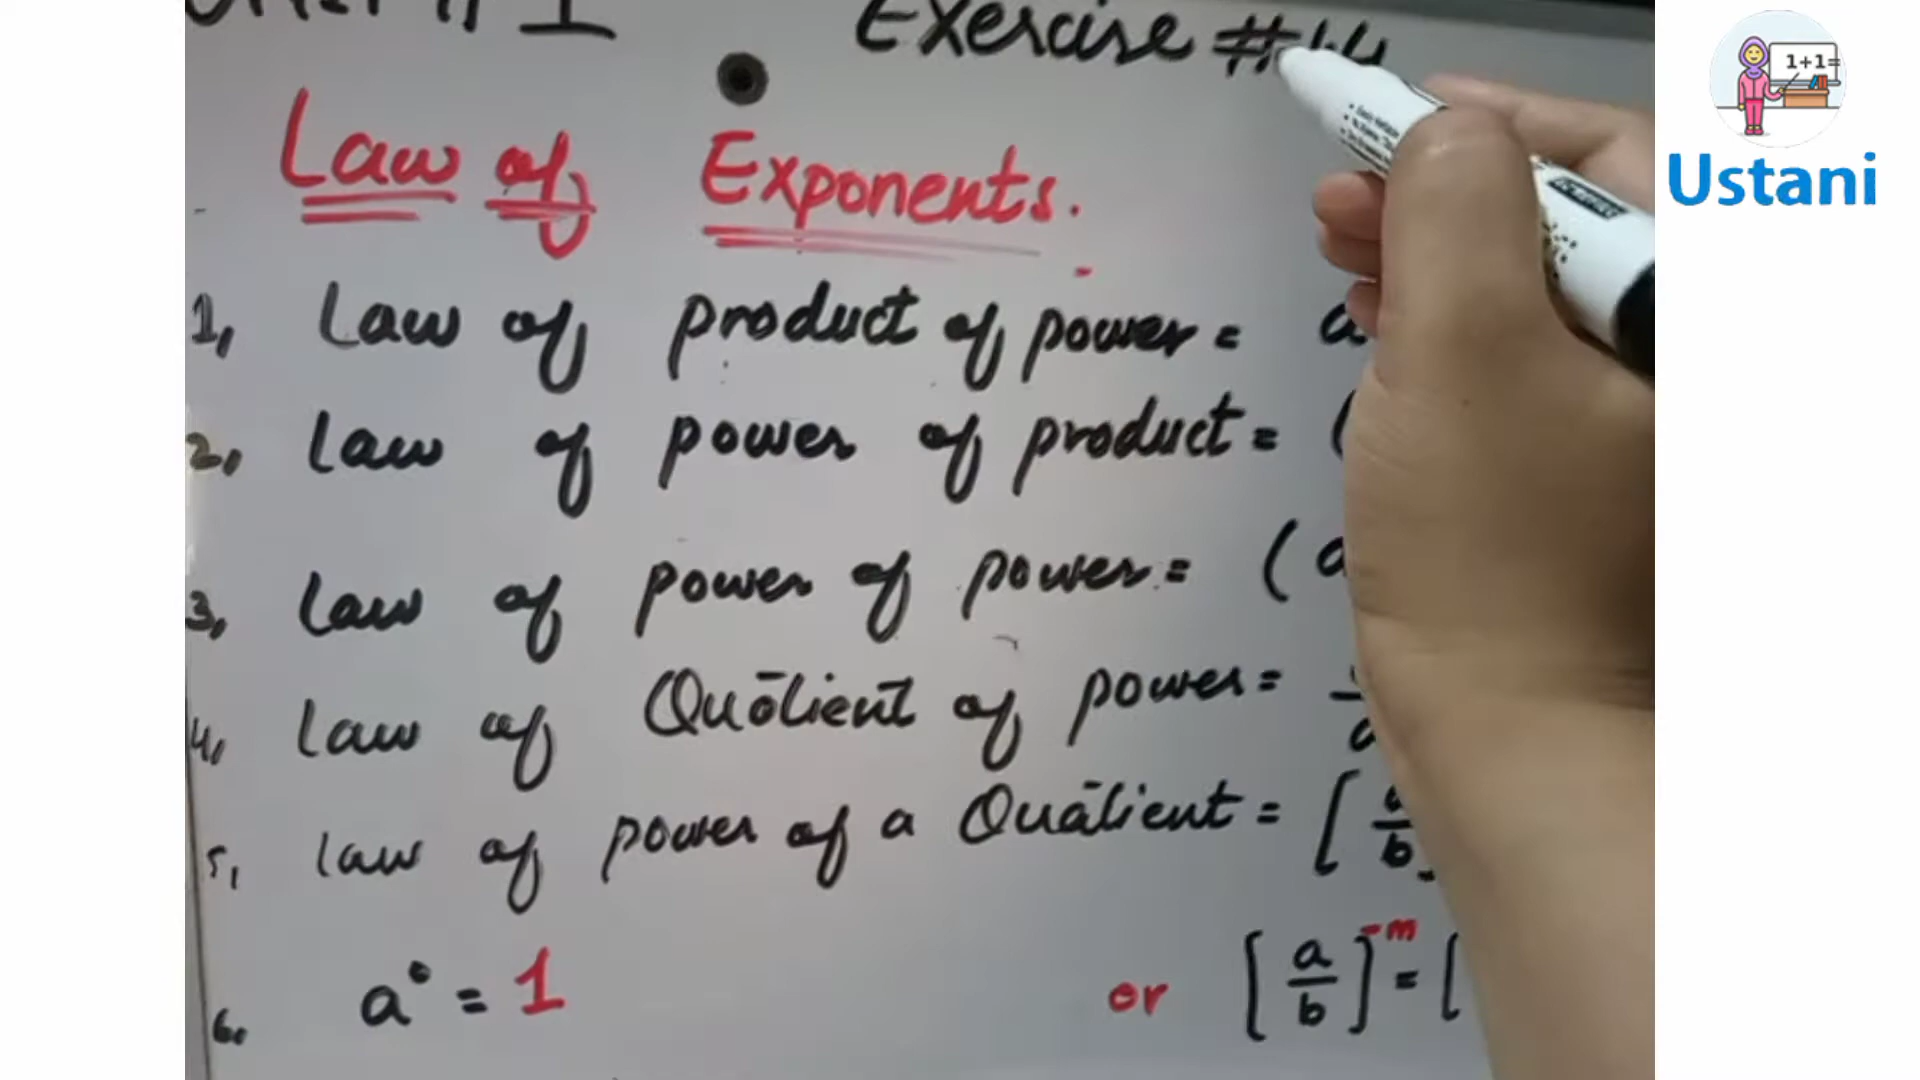 Exercise #
1+1=
Law of Exponents.
Ustani
1, Law of product of power = a
2, Law of power of product = (
3, Law of power of power = (a
4, Law of Quotient of power =
5, law of power of a Quatient = [a/b]
6, a° = 1 or [a/b]^-m = [